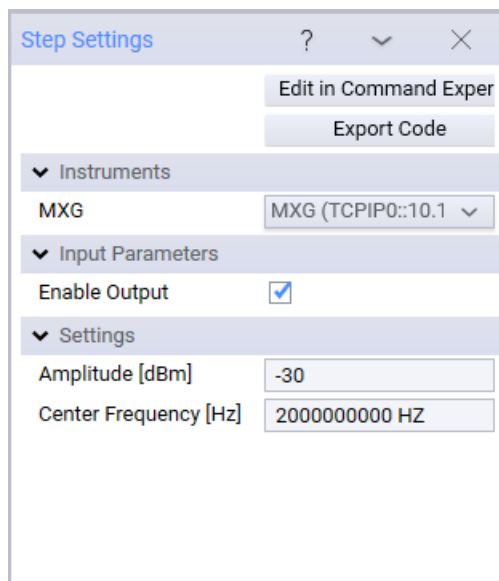 Step Settings ?
Edit in Command Exper
Export Code
Instruments
MXG MXG (TCPIP0::10.1
Input Parameters
Enable Output
Settings
Amplitude [dBm] -30
Center Frequency [Hz] 2000000000 HZ